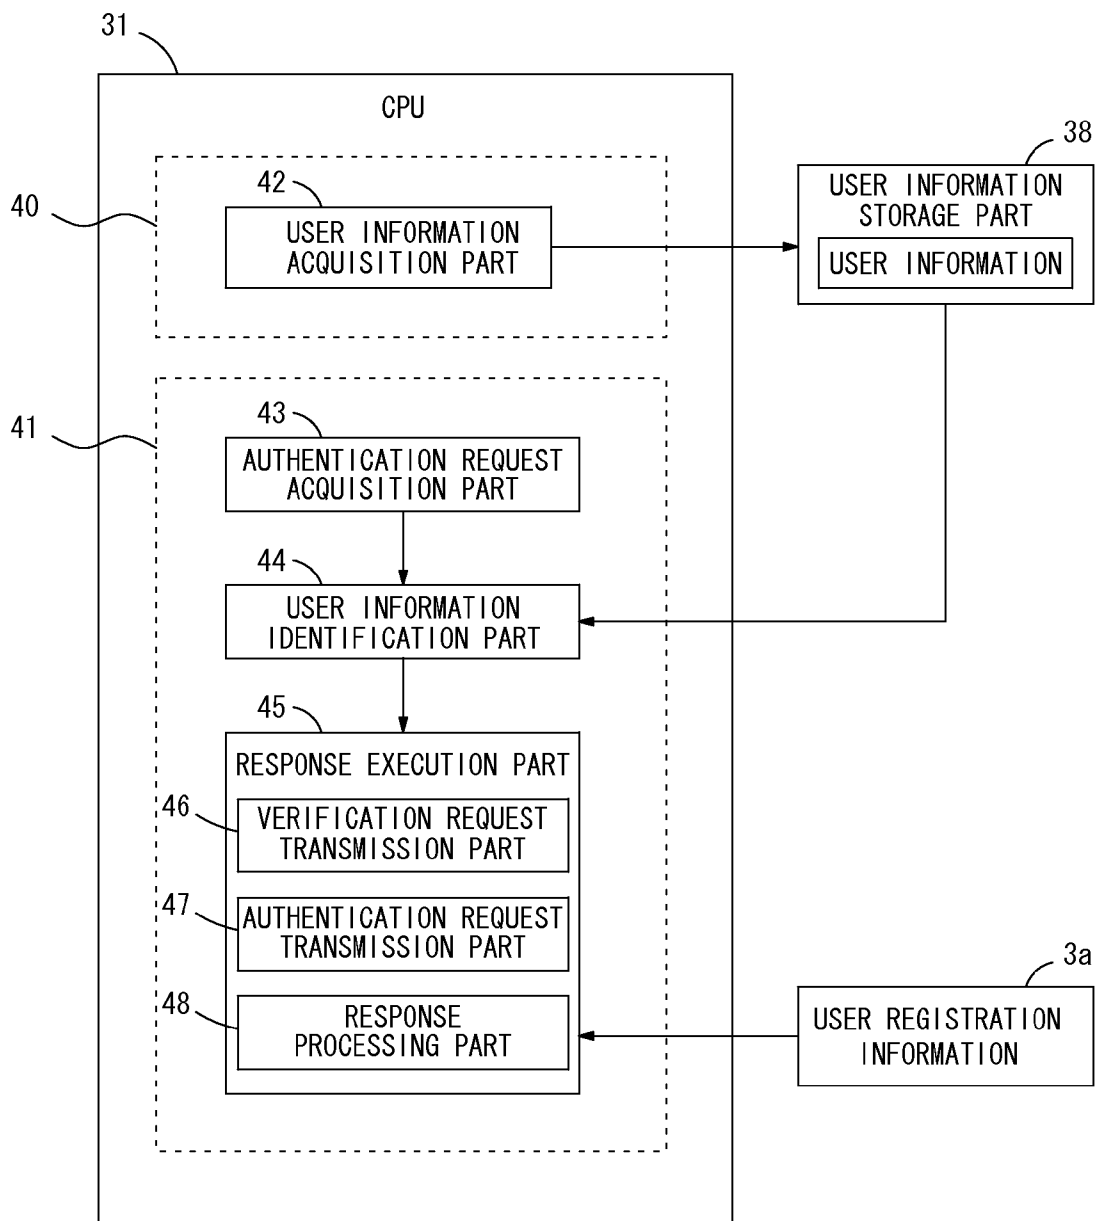 31
CPU
38
40
42
USER INFORMATION
ACQUISITION PART
USER INFORMATION
STORAGE PART
USER INFORMATION
41
43
AUTHENTICATION REQUEST
ACQUISITION PART
44
USER INFORMATION
IDENTIFICATION PART
45
RESPONSE EXECUTION PART
46
VERIFICATION REQUEST
TRANSMISSION PART
47
AUTHENTICATION REQUEST
TRANSMISSION PART
48
RESPONSE
PROCESSING PART
3a
USER REGISTRATION
INFORMATION